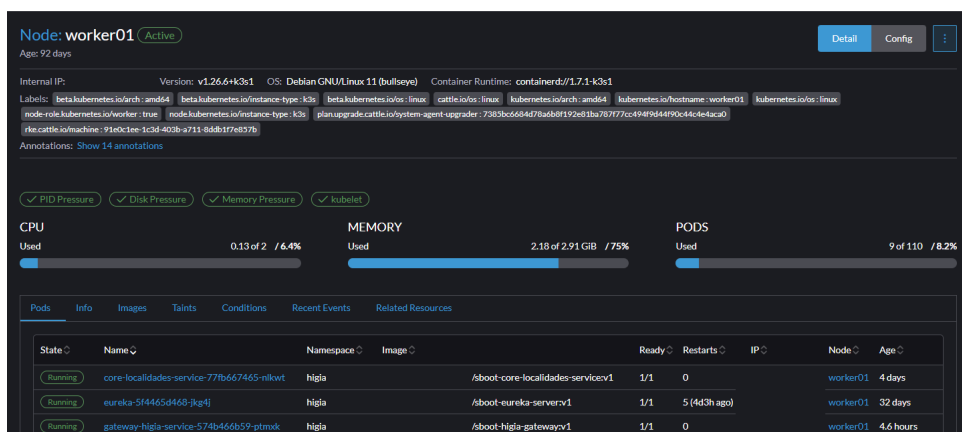 Node: worker01 Active
Detail Config
Age: 92 days
Internal IP: Version: v1.26.6+k3s1 OS: Debian GNU/Linux 11 (bullseye) Container Runtime: containerd://1.7.1-k3s1
Labels: beta.kubernetes.io/arch : amd64 beta.kubernetes.io/instance-type : k3s beta.kubernetes.io/os : linux cattle.io/os : linux kubernetes.io/arch : amd64 kubernetes.io/hostname : worker01 kubernetes.io/os : linux
node-role.kubernetes.io/worker : true node.kubernetes.io/instance-type : k3s plan.upgrade.cattle.io/system-agent-upgrader : 7385bc6684d78a6b8f192e81ba787f77cc494f9d44f90c44c4e4aca0
rke.cattle.io/machine : 91e0c1ee-1c3d-403b-a711-8ddb1f7e857b
Annotations: Show 14 annotations
PID Pressure Disk Pressure Memory Pressure kubelet
CPU MEMORY PODS
Used 0.13 of 2 / 6.4% Used 2.18 of 2.91 GiB / 75% Used 9 of 110 / 8.2%
Pods Info Images Taints Conditions Recent Events Related Resources
State Name Namespace Image Ready Restarts IP Node Age
Running core-localidades-service-77fb667465-nlkwt higia /sboot-core-localidades-service:v1 1/1 0 worker01 4 days
Running eureka-5f4465d468-jkg4j higia /sboot-eureka-server:v1 1/1 5 (4d3h ago) worker01 32 days
Running gateway-higia-service-574b466b59-ptmxk higia /sboot-higia-gateway:v1 1/1 0 worker01 4.6 hours